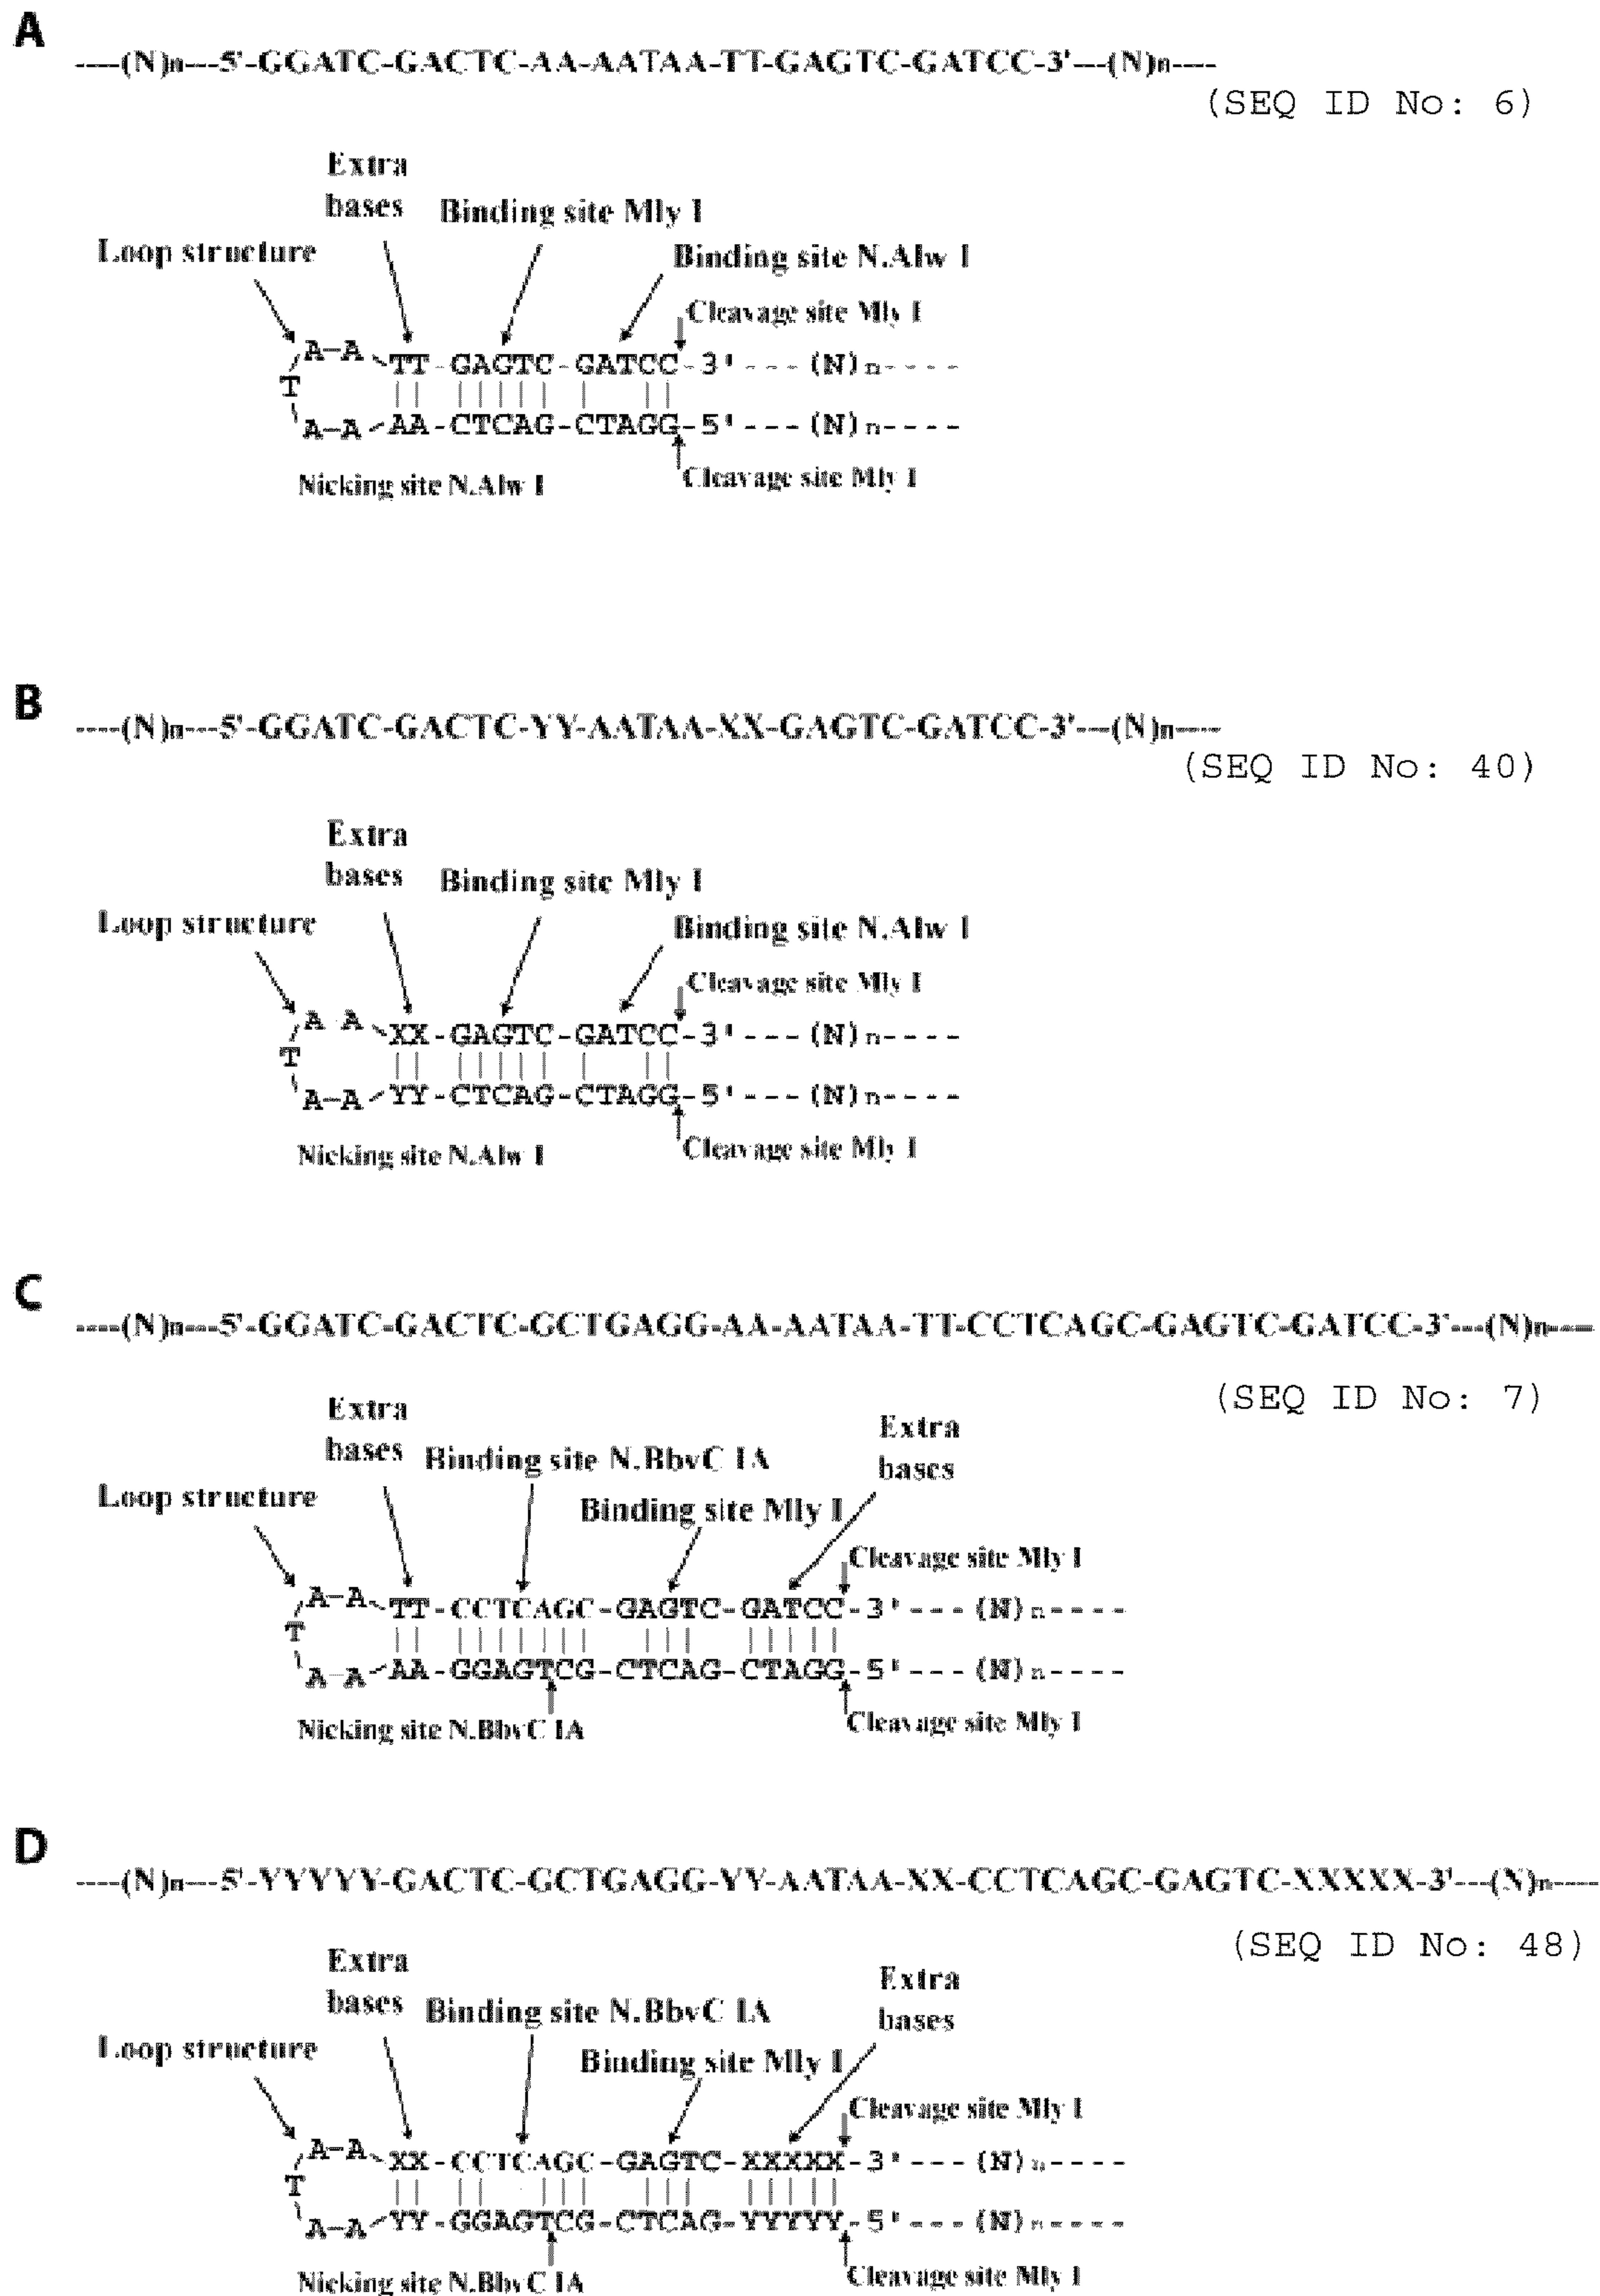 A
----(N)n---5'-GGATC-GACTC-AA-AATAA-TT-GAGTC-GATCC-3'---(N)n----
(SEQ ID No: 6)
Extra
bases
Binding site Mly I
Loop structure
Binding site N.Alw I
Cleavage site Mly I
A-A
TT-GAGTC-GATCC-3'---(N)n----
T
A-A
AA-CTCAG-CTAGG-5'---(N)n----
Nicking site N.Alw I
Cleavage site Mly I
B
----(N)n---5'-GGATC-GACTC-YY-AATAA-XX-GAGTC-GATCC-3'---(N)n----
(SEQ ID No: 40)
Extra
bases
Binding site Mly I
Loop structure
Binding site N.Alw I
Cleavage site Mly I
A A
XX-GAGTC-GATCC-3'---(N)n----
T
A-A
YY-CTCAG-CTAGG-5'---(N)n----
Nicking site N.Alw I
Cleavage site Mly I
C
----(N)n---5'-GGATC-GACTC-GCTGAGG-AA-AATAA-TT-CCTCAGC-GAGTC-GATCC-3'---(N)n----
(SEQ ID No: 7)
Extra
bases
Binding site N.BbvC IA
Extra
bases
Loop structure
Binding site Mly I
Cleavage site Mly I
A-A
TT-CCTCAGC-GAGTC-GATCC-3'---(N)n----
T
A A
AA-GGAGTCG-CTCAG-CTAGG-5'---(N)n----
Nicking site N.BbvC IA
Cleavage site Mly I
D
----(N)n---5'-YYYYY-GACTC-GCTGAGG-YY-AATAA-XX-CCTCAGC-GAGTC-XXXXX-3'---(N)n----
(SEQ ID No: 48)
Extra
bases
Binding site N.BbvC IA
Extra
bases
Loop structure
Binding site Mly I
Cleavage site Mly I
A-A
XX-CCTCAGC-GAGTC-XXXXX-3'---(N)n----
T
A-A
YY-GGAGTCG-CTCAG-YYYYY-5'---(N)n----
Nicking site N.BbvC IA
Cleavage site Mly I